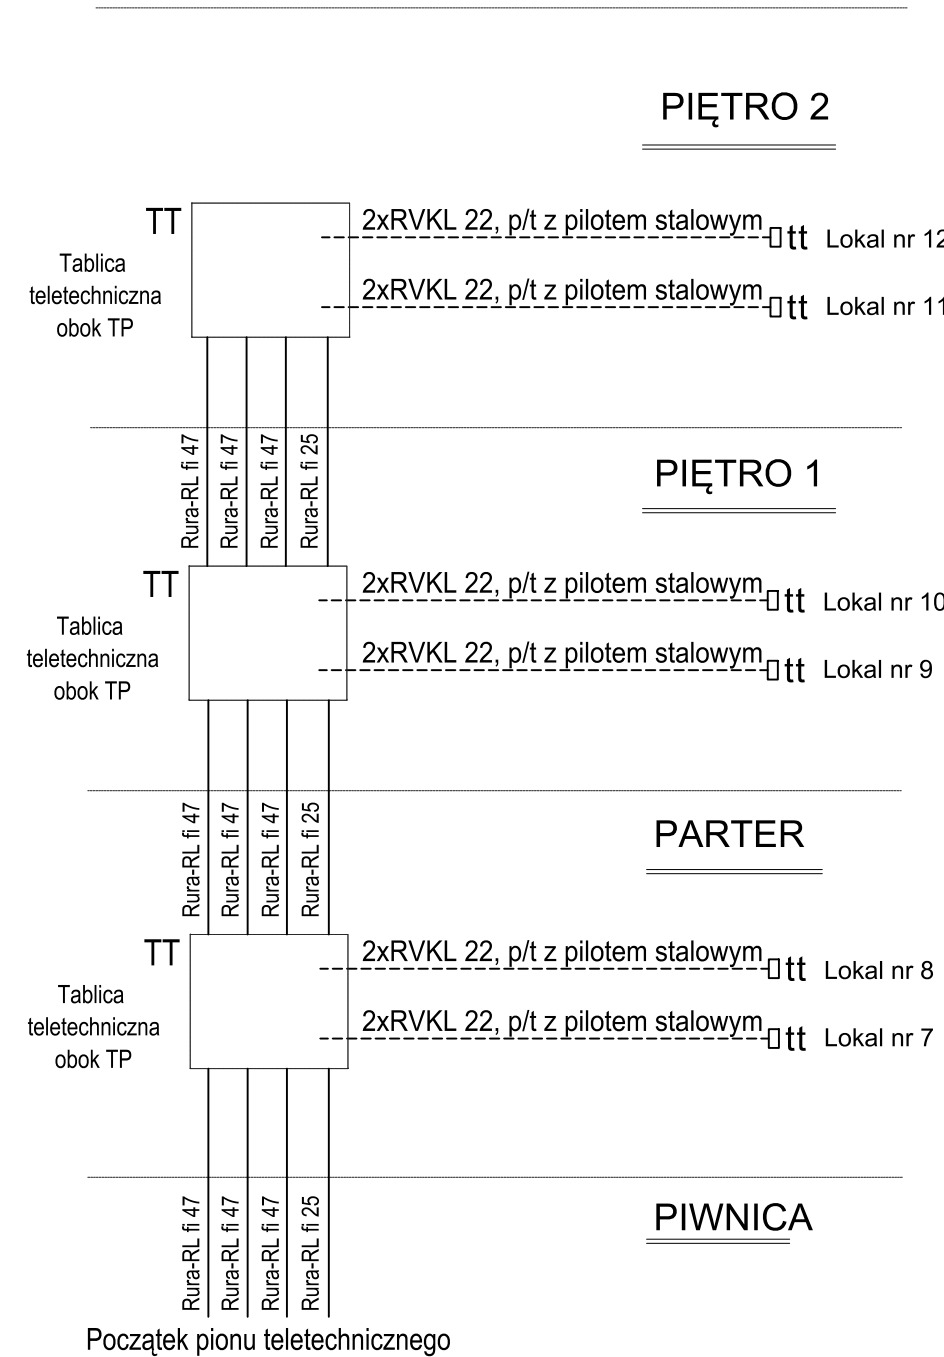 PIĘTRO 2
TT
2xRVKL 22, p/t z pilotem stalowym
tt Lokal nr 12
Tablica
teletechniczna
obok TP
2xRVKL 22, p/t z pilotem stalowym
tt Lokal nr 11
Rura-RL fi 47
Rura-RL fi 47
Rura-RL fi 47
Rura-RL fi 25
PIĘTRO 1
TT
2xRVKL 22, p/t z pilotem stalowym
tt Lokal nr 10
Tablica
teletechniczna
obok TP
2xRVKL 22, p/t z pilotem stalowym
tt Lokal nr 9
Rura-RL fi 47
Rura-RL fi 47
Rura-RL fi 47
Rura-RL fi 25
PARTER
TT
2xRVKL 22, p/t z pilotem stalowym
tt Lokal nr 8
Tablica
teletechniczna
obok TP
2xRVKL 22, p/t z pilotem stalowym
tt Lokal nr 7
Rura-RL fi 47
Rura-RL fi 47
Rura-RL fi 47
Rura-RL fi 25
PIWNICA
Początek pionu teletechnicznego